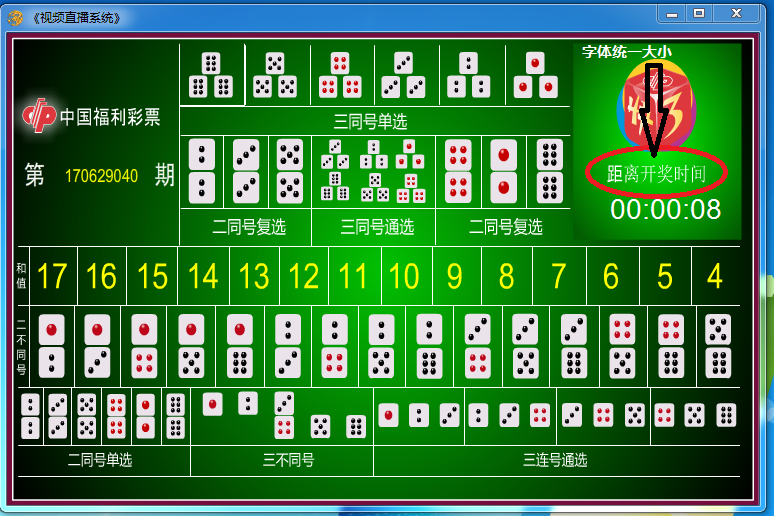 《视频直播系统》
字体统一大小
中国福利彩票
三同号单选
快3
第 170629040 期
距离开奖时间
00:00:08
二同号复选 三同号通选 二同号复选
和值 17 16 15 14 13 12 11 10 9 8 7 6 5 4
二不同号
二同号单选 三不同号 三连号通选